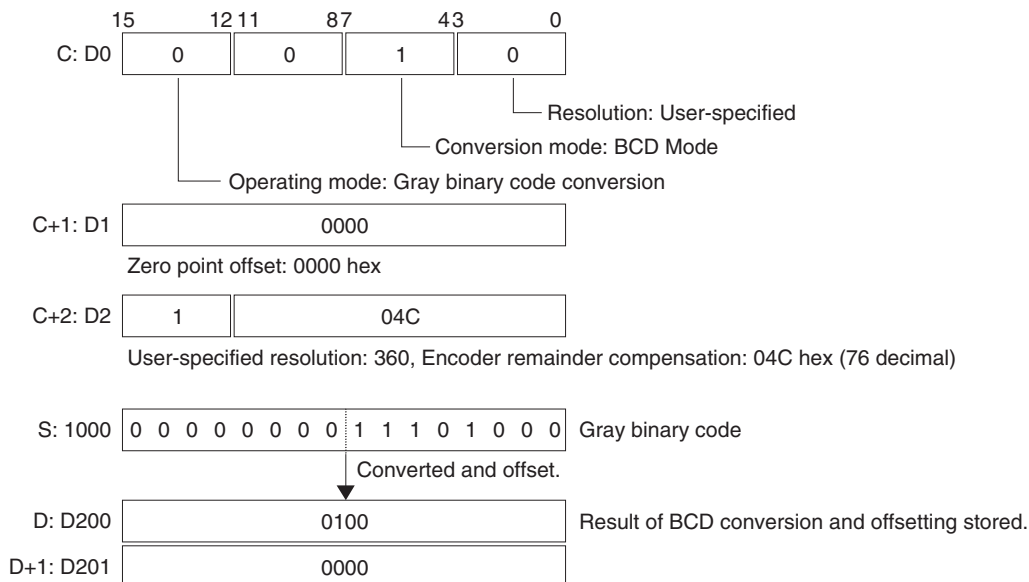 15 12 11 8 7 4 3 0
C: D0 0 0 1 0
Resolution: User-specified
Conversion mode: BCD Mode
Operating mode: Gray binary code conversion
C+1: D1 0000
Zero point offset: 0000 hex
C+2: D2 1 04C
User-specified resolution: 360, Encoder remainder compensation: 04C hex (76 decimal)
S: 1000 0 0 0 0 0 0 0 0 1 1 1 0 1 0 0 0 Gray binary code
Converted and offset.
D: D200 0100 Result of BCD conversion and offsetting stored.
D+1: D201 0000